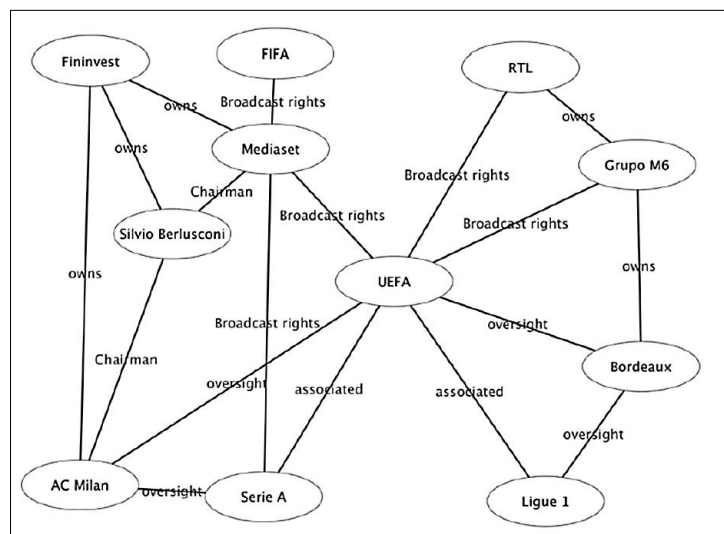 FIFA
Fininvest
RTL
owns
Broadcast rights
owns
Mediaset
owns
Grupo M6
Broadcast rights
Chairman
Broadcast rights
Broadcast rights
Silvio Berlusconi
owns
owns
UEFA
Broadcast rights
oversight
Chairman
Bordeaux
oversight
associated
associated
oversight
AC Milan
oversight
Serie A
Ligue 1